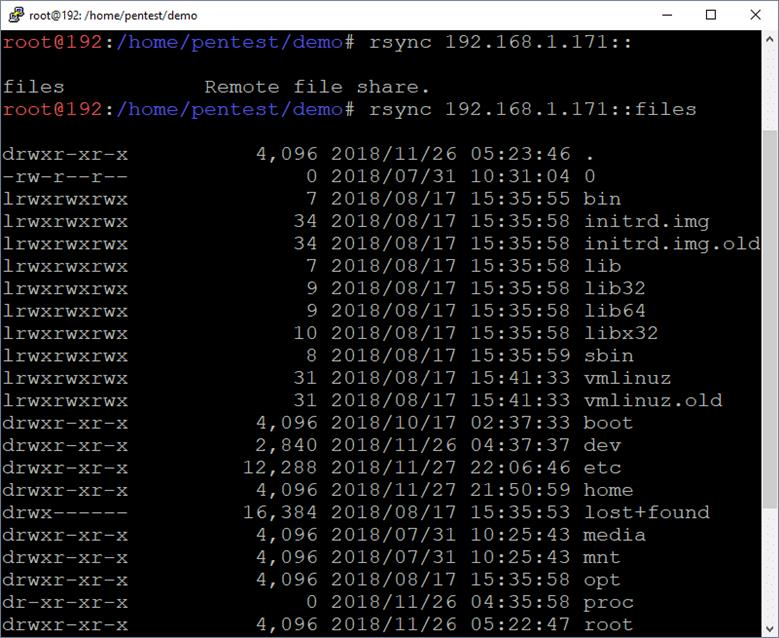 root@192: /home/pentest/demo
root@192:/home/pentest/demo# rsync 192.168.1.171::
files Remote file share.
root@192:/home/pentest/demo# rsync 192.168.1.171::files
drwxr-xr-x 4,096 2018/11/26 05:23:46 .
-rw-r--r-- 0 2018/07/31 10:31:04 0
lrwxrwxrwx 7 2018/08/17 15:35:55 bin
lrwxrwxrwx 34 2018/08/17 15:35:58 initrd.img
lrwxrwxrwx 34 2018/08/17 15:35:58 initrd.img.old
lrwxrwxrwx 7 2018/08/17 15:35:58 lib
lrwxrwxrwx 9 2018/08/17 15:35:58 lib32
lrwxrwxrwx 9 2018/08/17 15:35:58 lib64
lrwxrwxrwx 10 2018/08/17 15:35:58 libx32
lrwxrwxrwx 8 2018/08/17 15:35:59 sbin
lrwxrwxrwx 31 2018/08/17 15:41:33 vmlinuz
lrwxrwxrwx 31 2018/08/17 15:41:33 vmlinuz.old
drwxr-xr-x 4,096 2018/10/17 02:37:33 boot
drwxr-xr-x 2,840 2018/11/26 04:37:37 dev
drwxr-xr-x 12,288 2018/11/27 22:06:46 etc
drwxr-xr-x 4,096 2018/11/27 21:50:59 home
drwx------ 16,384 2018/08/17 15:35:53 lost+found
drwxr-xr-x 4,096 2018/07/31 10:25:43 media
drwxr-xr-x 4,096 2018/07/31 10:25:43 mnt
drwxr-xr-x 4,096 2018/08/17 15:35:58 opt
dr-xr-xr-x 0 2018/11/26 04:35:58 proc
drwxr-xr-x 4,096 2018/11/26 05:22:47 root